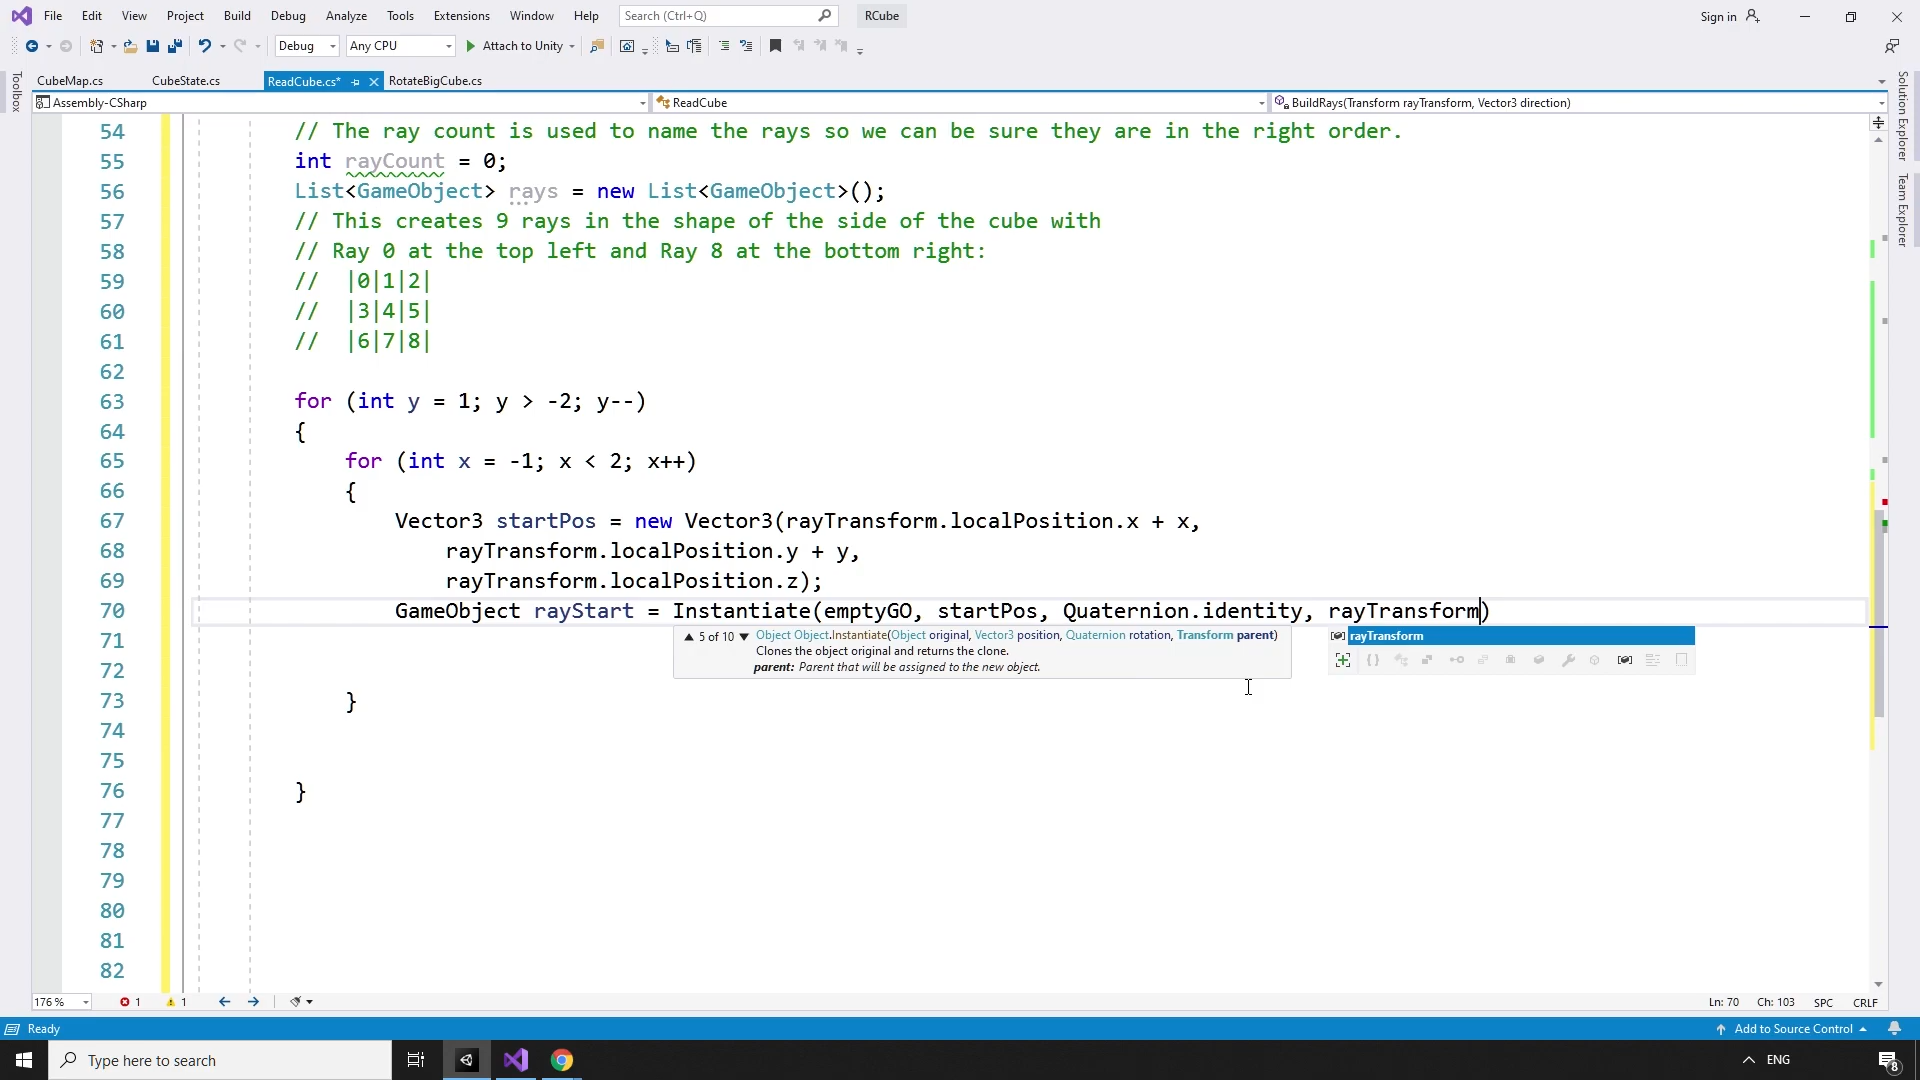 File Edit View Project Build Debug Analyze Tools Extensions Window Help Search (Ctrl+Q) RCube Sign in
Debug Any CPU Attach to Unity
CubeMap.cs CubeState.cs ReadCube.cs* RotateBigCube.cs
Assembly-CSharp ReadCube BuildRays(Transform rayTransform, Vector3 direction)
Toolbox
Solution Explorer
Team Explorer
54 // The ray count is used to name the rays so we can be sure they are in the right order.
55 int rayCount = 0;
56 List<GameObject> rays = new List<GameObject>();
57 // This creates 9 rays in the shape of the side of the cube with
58 // Ray 0 at the top left and Ray 8 at the bottom right:
59 // |0|1|2|
60 // |3|4|5|
61 // |6|7|8|
62
63 for (int y = 1; y > -2; y--)
64 {
65 for (int x = -1; x < 2; x++)
66 {
67 Vector3 startPos = new Vector3(rayTransform.localPosition.x + x,
68 rayTransform.localPosition.y + y,
69 rayTransform.localPosition.z);
70 GameObject rayStart = Instantiate(emptyGO, startPos, Quaternion.identity, rayTransform)
71
▲ 5 of 10 ▼ Object Object.Instantiate(Object original, Vector3 position, Quaternion rotation, Transform parent)
Clones the object original and returns the clone.
parent: Parent that will be assigned to the new object.
rayTransform
72
73 }
74
75
76 }
77
78
79
80
81
82
176 % 1 1 Ln: 70 Ch: 103 SPC CRLF
Ready Add to Source Control
Type here to search ENG 8